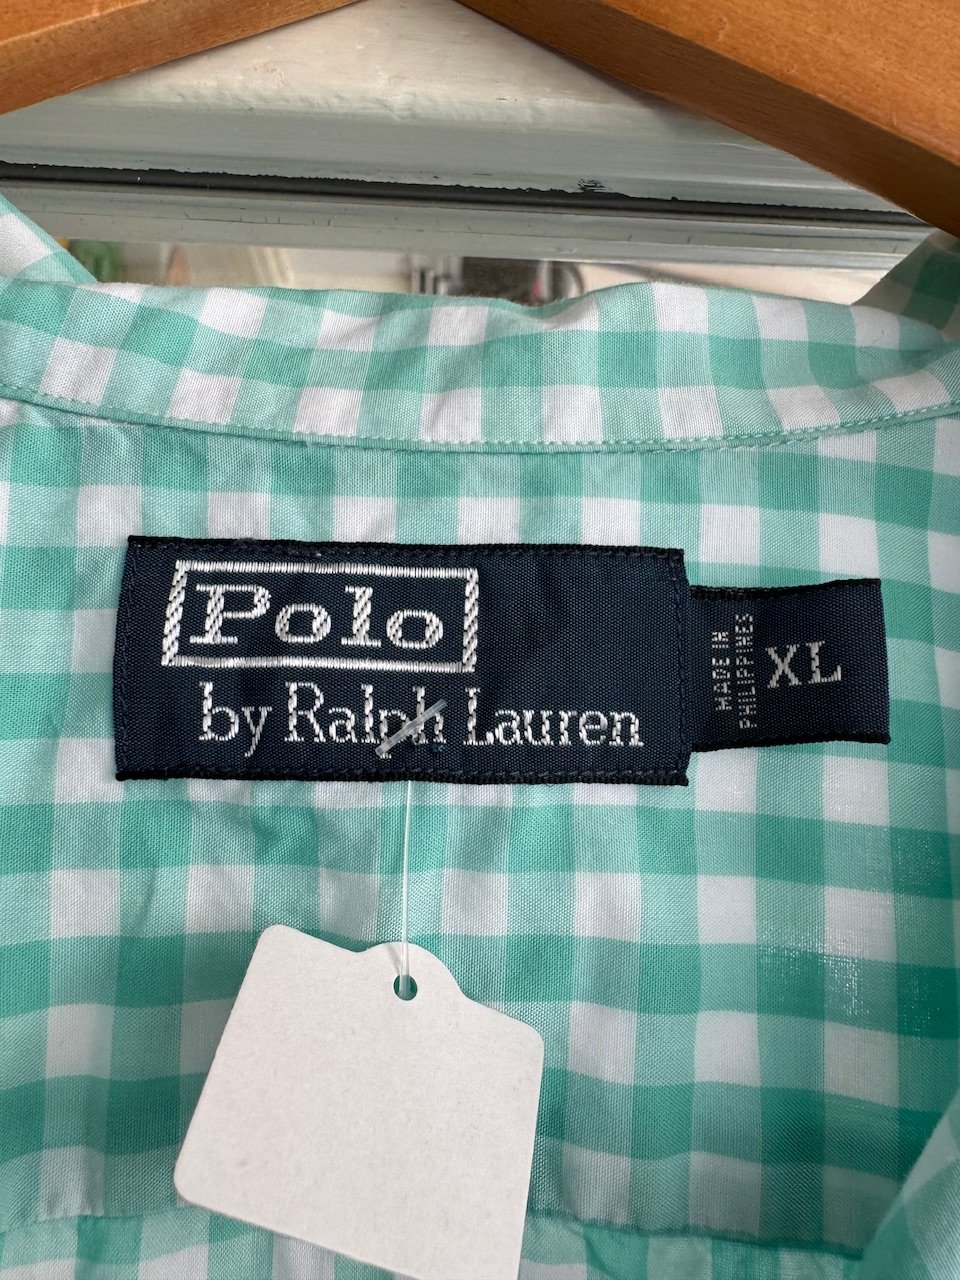 Polo
by Ralph Lauren
MADE IN
PHILIPPINES
XL